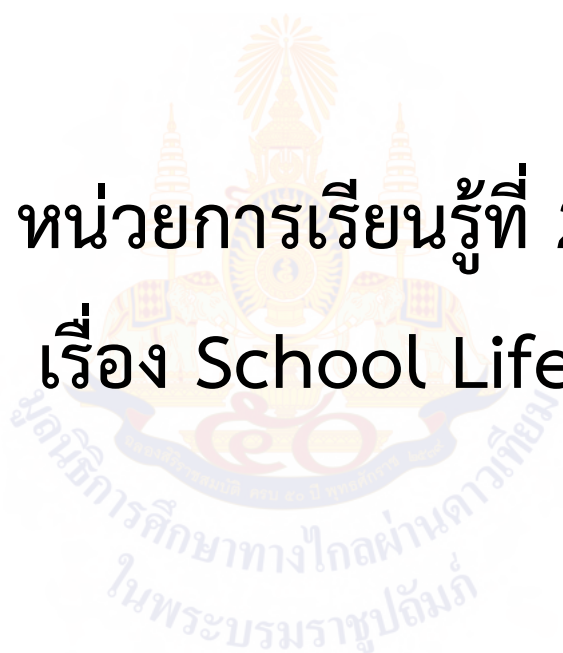 หน่วยการเรียนรู้ที่ 2
เรื่อง School Life
มูลนิธิการศึกษาทางไกลผ่านดาวเทียม
ในพระบรมราชูปถัมภ์